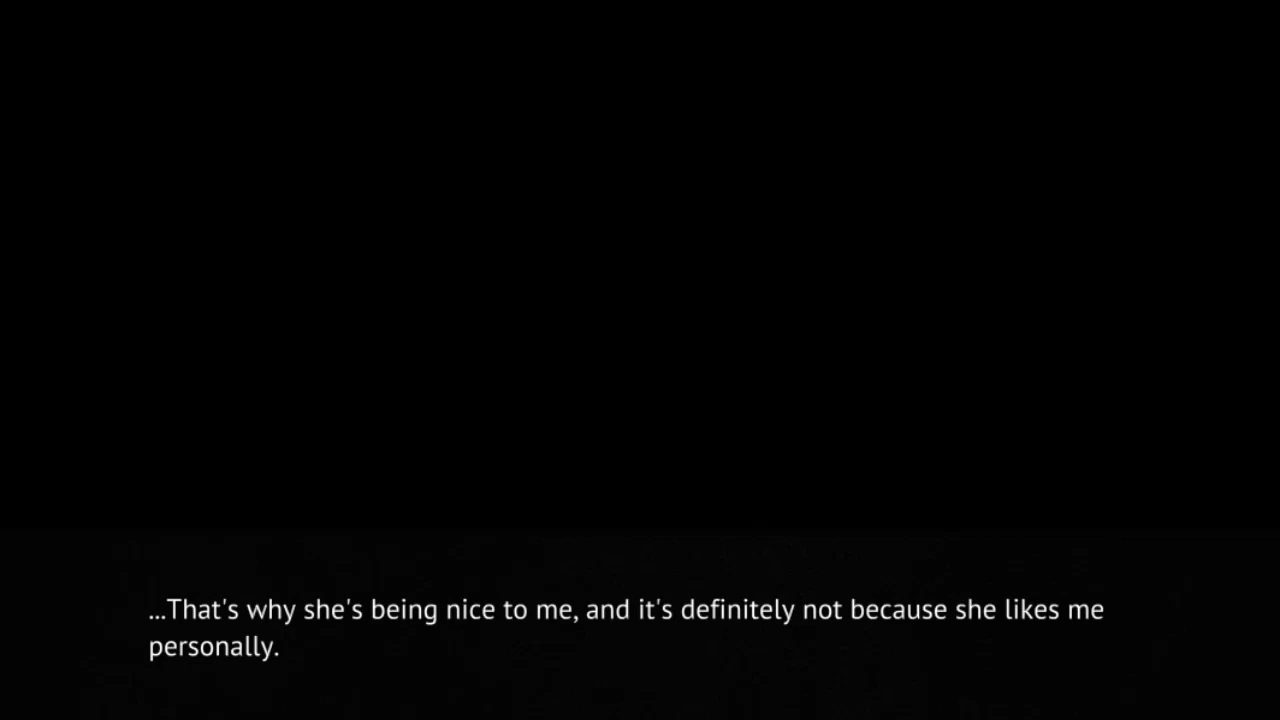 ...That's why she's being nice to me, and it's definitely not because she likes me
personally.